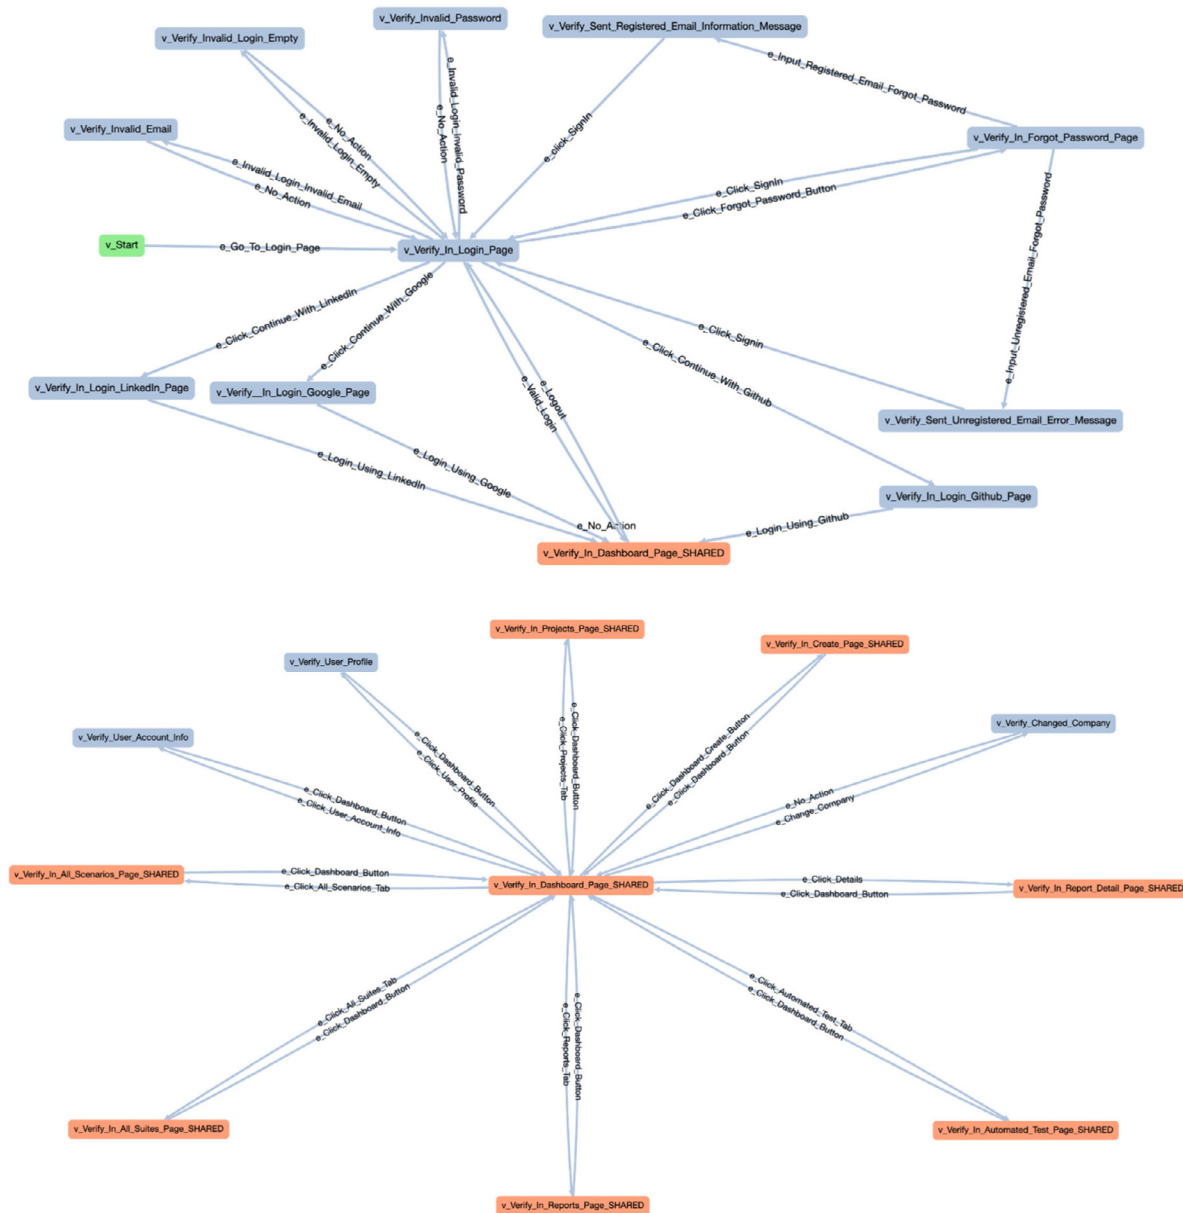 v_Verify_Invalid_Password
v_Verify_Sent_Registered_Email_Information_Message
v_Verify_Invalid_Login_Empty
e_Input_Registered_Email_Forgot_Password
v_Verify_Invalid_Email
e_No_Action
e_Invalid_Login_Empty
e_Invalid_Login_invalid_Password
e_No_Action
e_click_SignIn
v_Verify_In_Forgot_Password_Page
e_Invalid_Login_Invalid_Email
e_No_Action
e_Click_SignIn
e_Click_Forgot_Password_Button
e_Input_Unregistered_Email_Forgot_Password
v_Start
e_Go_To_Login_Page
v_Verify_In_Login_Page
e_Click_Continue_With_LinkedIn
e_Click_Continue_With_Google
e_Click_Signin
e_Click_Continue_With_Github
v_Verify_In_Login_LinkedIn_Page
v_Verify__In_Login_Google_Page
e_Logout
e_Valid_Login
v_Verify_Sent_Unregistered_Email_Error_Message
e_Login_Using_LinkedIn
e_Login_Using_Google
v_Verify_In_Login_Github_Page
e_No_Action
e_Login_Using_Github
v_Verify_In_Dashboard_Page_SHARED
v_Verify_In_Projects_Page_SHARED
v_Verify_In_Create_Page_SHARED
v_Verify_User_Profile
v_Verify_User_Account_Info
v_Verify_Changed_Company
e_Click_Dashboard_Button
e_Click_User_Profile
e_Click_Dashboard_Button
e_Click_Projects_Tab
e_Click_Dashboard_Create_Button
e_Click_Dashboard_Button
e_Click_Dashboard_Button
e_Click_User_Account_Info
e_No_Action
e_Change_Company
v_Verify_In_All_Scenarios_Page_SHARED
e_Click_Dashboard_Button
e_Click_All_Scenarios_Tab
v_Verify_In_Dashboard_Page_SHARED
e_Click_Details
e_Click_Dashboard_Button
v_Verify_In_Report_Detail_Page_SHARED
e_Click_All_Suites_Tab
e_Click_Dashboard_Button
e_Click_Dashboard_Button
e_Click_Reports_Tab
e_Click_Automated_Test_Tab
e_Click_Dashboard_Button
v_Verify_In_All_Suites_Page_SHARED
v_Verify_In_Automated_Test_Page_SHARED
v_Verify_In_Reports_Page_SHARED